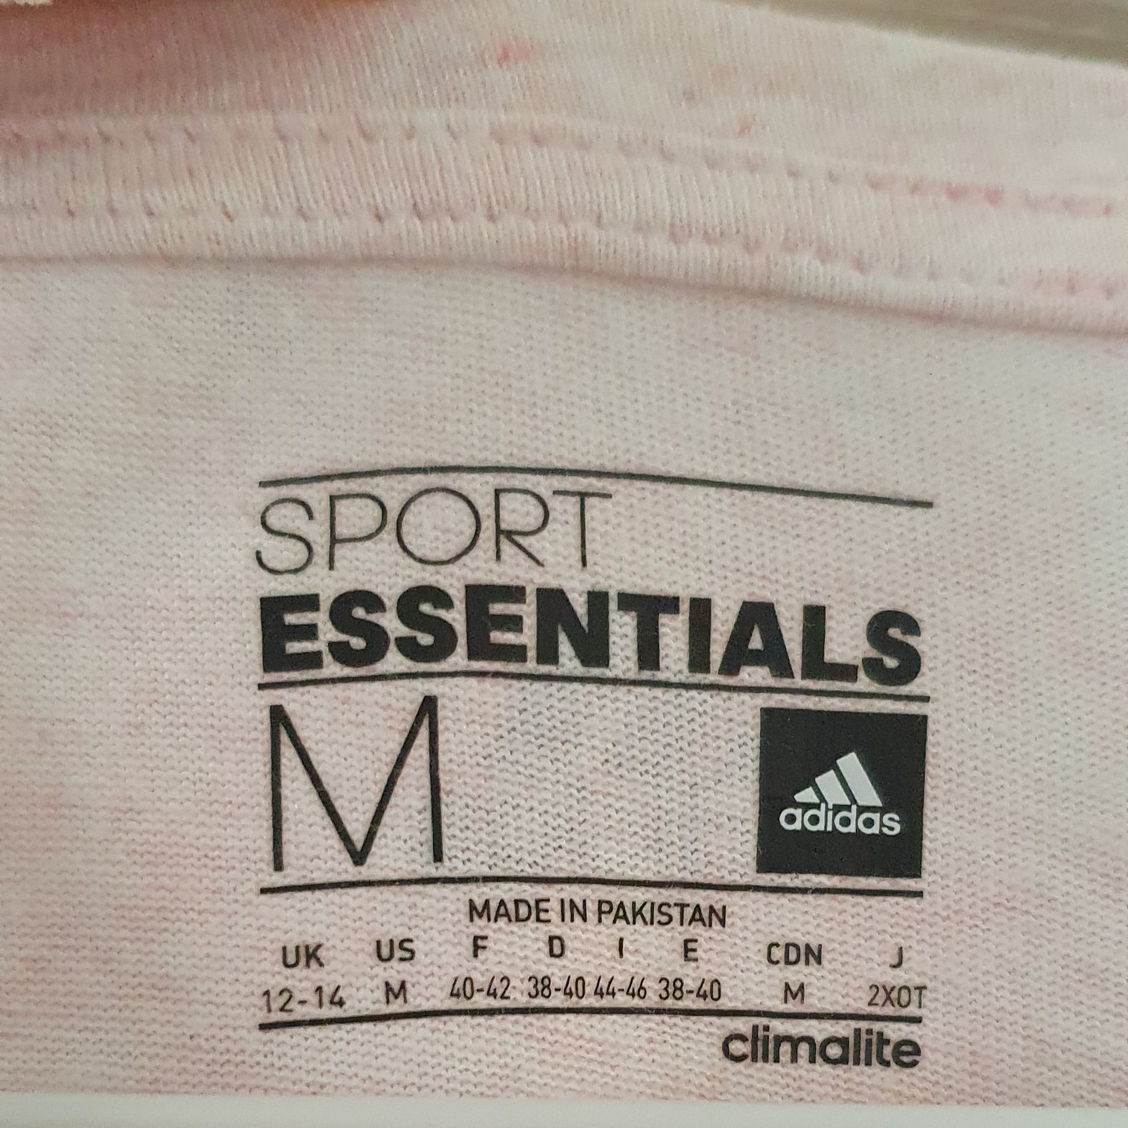 SPORT
ESSENTIALS
M
adidas
MADE IN PAKISTAN
UK US F D I E CDN J
12-14 M 40-42 38-40 44-46 38-40 M 2XOT
climalite